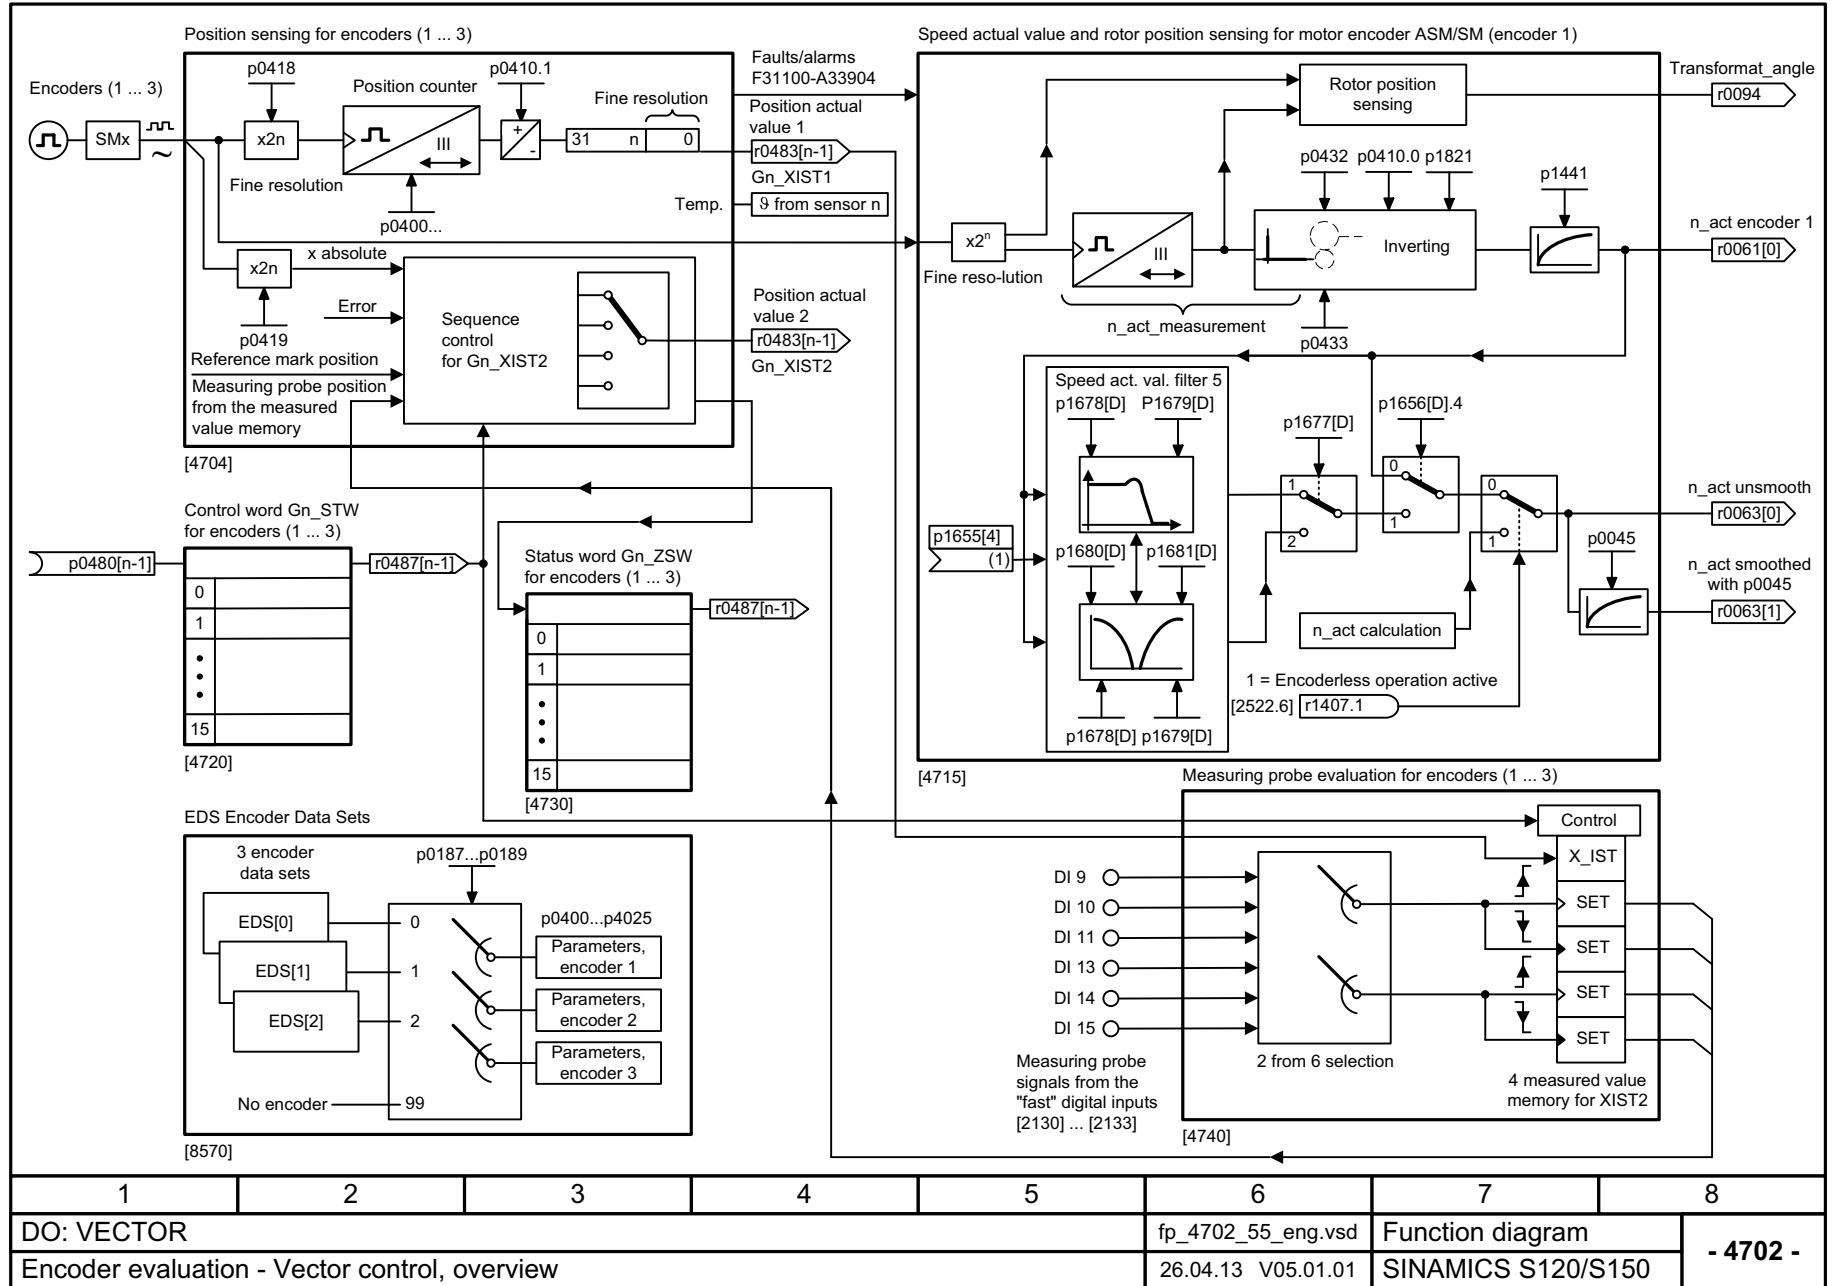 Position sensing for encoders (1 ... 3)
Speed actual value and rotor position sensing for motor encoder ASM/SM (encoder 1)
Encoders (1 ... 3)
SMx
~
p0418
x2n
Fine resolution
Position counter
III
p0400...
p0410.1
+
-
Fine resolution
31 n 0
Faults/alarms
F31100-A33904
Position actual
value 1
r0483[n-1]
Gn_XIST1
Temp.
ϑ from sensor n
x2n
p0419
x absolute
Error
Reference mark position
Measuring probe position
from the measured
value memory
Sequence
control
for Gn_XIST2
Position actual
value 2
r0483[n-1]
Gn_XIST2
[4704]
Rotor position
sensing
Transformat_angle
r0094
x2n
Fine reso-lution
III
n_act_measurement
p0432 p0410.0 p1821
Inverting
p0433
p1441
n_act encoder 1
r0061[0]
Speed act. val. filter 5
p1678[D] P1679[D]
p1655[4]
(1)
p1680[D] p1681[D]
p1678[D] p1679[D]
p1677[D]
1
2
p1656[D].4
0
1
0
1
n_act unsmooth
r0063[0]
p0045
n_act smoothed
with p0045
r0063[1]
n_act calculation
1 = Encoderless operation active
[2522.6] r1407.1
[4715]
Control word Gn_STW
for encoders (1 ... 3)
p0480[n-1]
r0487[n-1]
0
1
15
[4720]
Status word Gn_ZSW
for encoders (1 ... 3)
r0487[n-1]
0
1
15
[4730]
EDS Encoder Data Sets
3 encoder
data sets
p0187...p0189
EDS[0]
EDS[1]
EDS[2]
0
1
2
No encoder
99
p0400...p4025
Parameters,
encoder 1
Parameters,
encoder 2
Parameters,
encoder 3
[8570]
Measuring probe evaluation for encoders (1 ... 3)
DI 9
DI 10
DI 11
DI 13
DI 14
DI 15
Measuring probe
signals from the
"fast" digital inputs
[2130] ... [2133]
2 from 6 selection
Control
X_IST
SET
SET
SET
SET
4 measured value
memory for XIST2
[4740]
1 2 3 4 5 6 7 8
DO: VECTOR
fp_4702_55_eng.vsd
Function diagram
- 4702 -
Encoder evaluation - Vector control, overview
26.04.13 V05.01.01
SINAMICS S120/S150